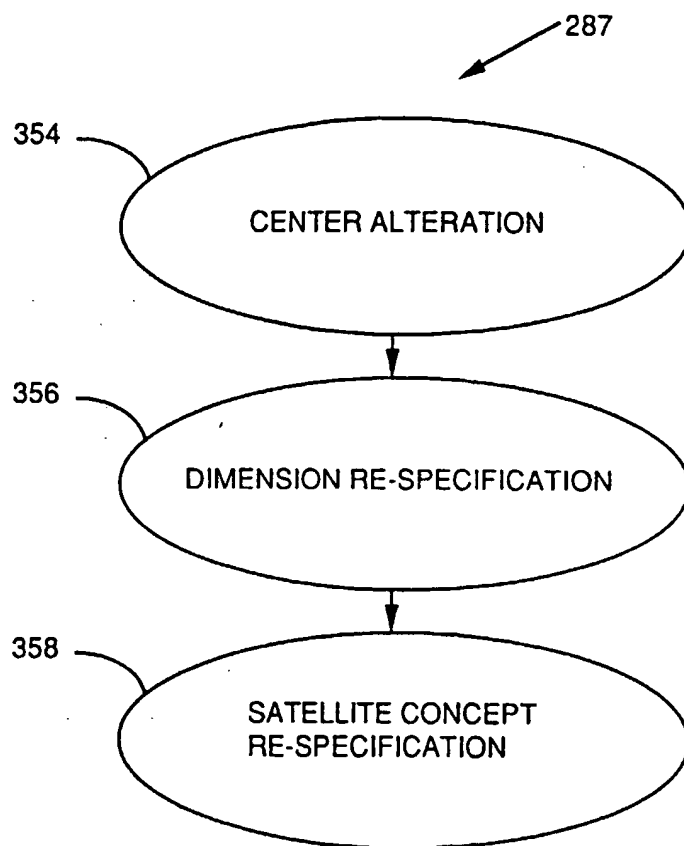 287
354
CENTER ALTERATION
356
DIMENSION RE-SPECIFICATION
358
SATELLITE CONCEPT
RE-SPECIFICATION